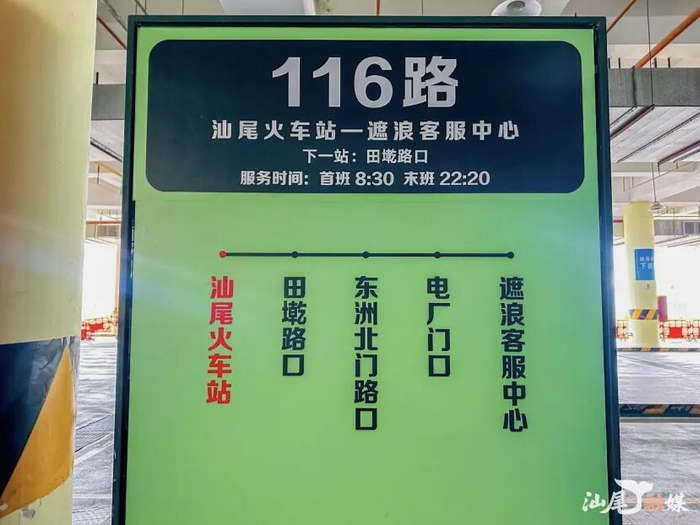 116路
汕尾火车站—遮浪客服中心
下一站：田墘路口
服务时间：首班 8:30 末班 22:20
汕尾火车站
田墘路口
东洲北门路口
电厂门口
遮浪客服中心
汕尾
媒